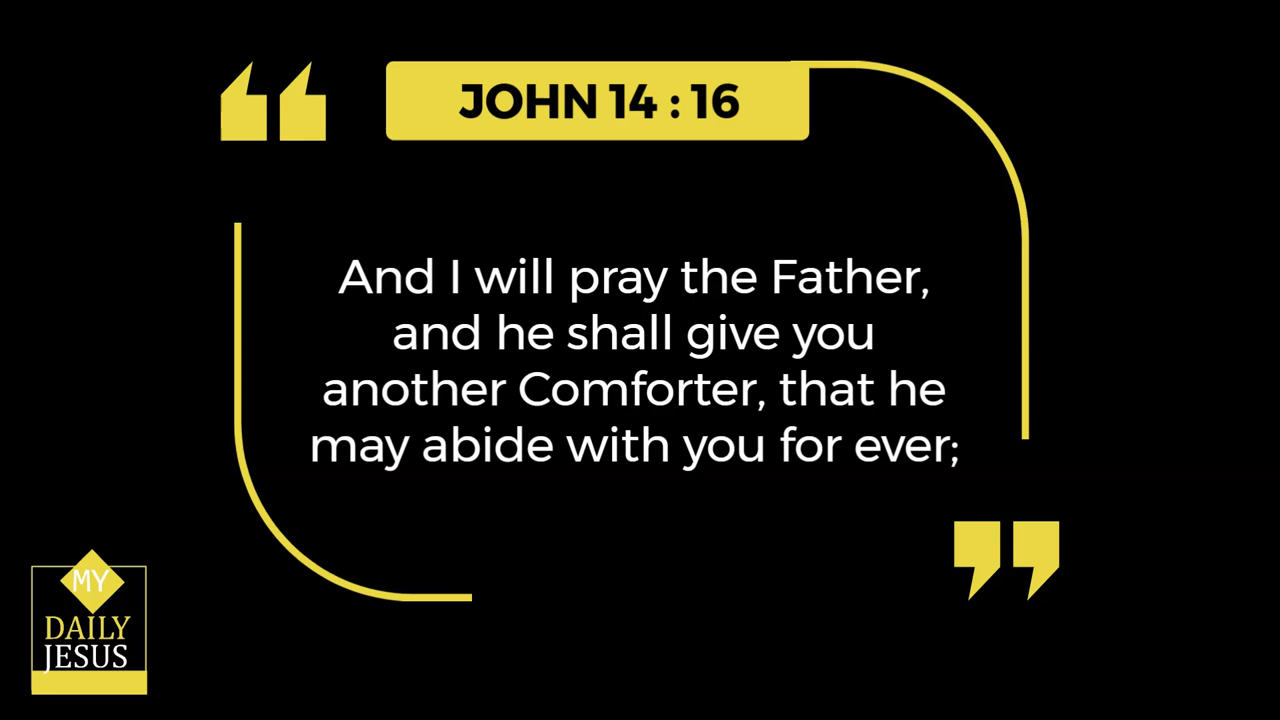 JOHN 14 : 16
And I will pray the Father,
and he shall give you
another Comforter, that he
may abide with you for ever;
MY
DAILY
JESUS